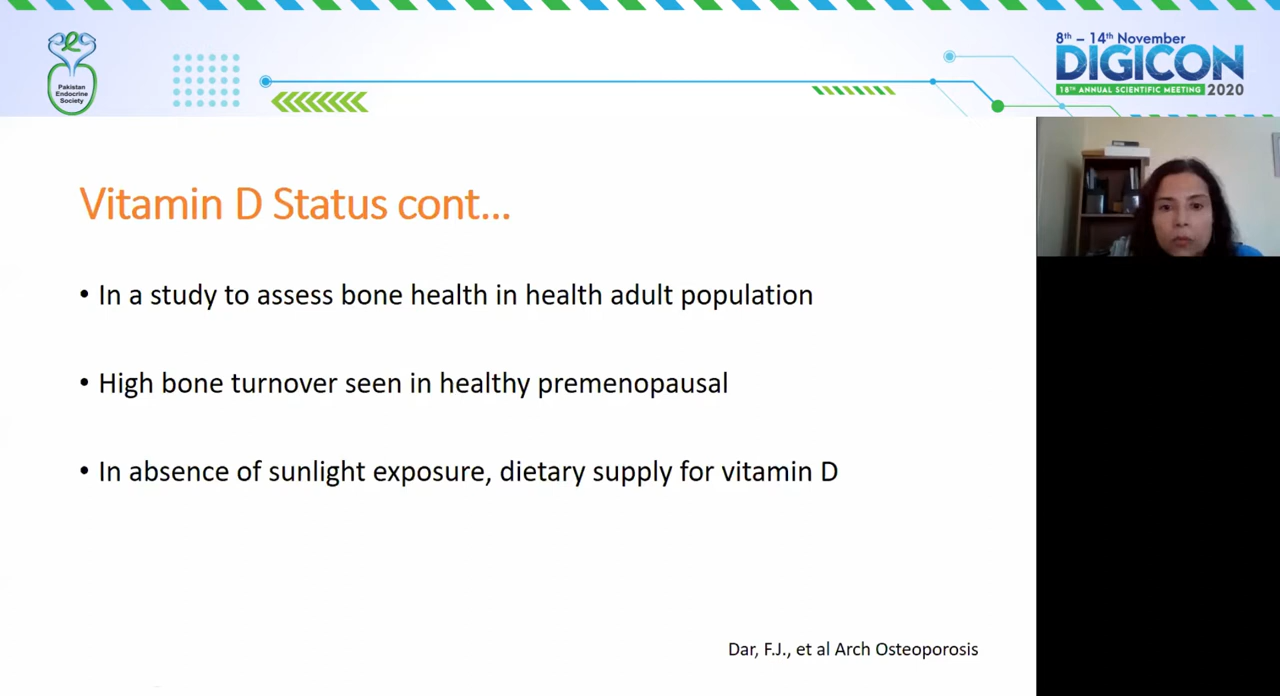 Pakistan
Endocrine
Society
8th – 14th November
DIGICON
18TH ANNUAL SCIENTIFIC MEETING 2020
Vitamin D Status cont...
• In a study to assess bone health in health adult population
• High bone turnover seen in healthy premenopausal
• In absence of sunlight exposure, dietary supply for vitamin D
Dar, F.J., et al Arch Osteoporosis